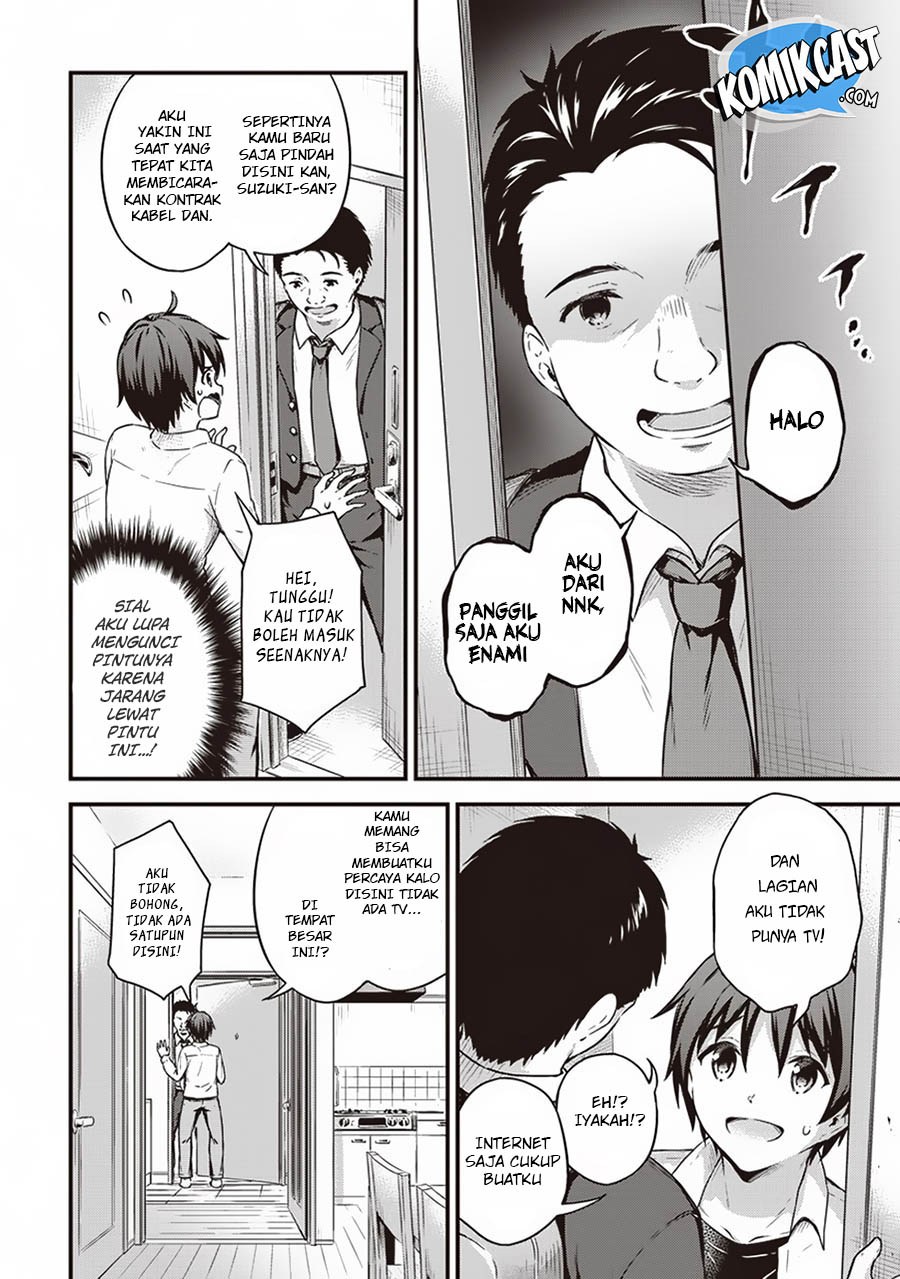 KOMIKCAST
.COM
HALO
AKU
DARI
NNK,
PANGGIL
SAJA AKU
ENAMI
SEPERTINYA
KAMU BARU
SAJA PINDAH
DISINI KAN,
SUZUKI-SAN?
AKU
YAKIN INI
SAAT YANG
TEPAT KITA
MEMBICARA-
KAN KONTRAK
KABEL DAN.
HEI,
TUNGGU!
KAU TIDAK
BOLEH MASUK
SEENAKNYA!
SIAL
AKU LUPA
MENGUNCI
PINTUNYA
KARENA
JARANG
LEWAT
PINTU
INI...!
DAN
LAGIAN
AKU TIDAK
PUNYA TV!
EH!?
IYAKAH!?
INTERNET
SAJA CUKUP
BUATKU
KAMU
MEMANG
BISA
MEMBUATKU
PERCAYA KALO
DISINI TIDAK
ADA TV...
DI
TEMPAT
BESAR
INI!?
AKU
TIDAK
BOHONG,
TIDAK ADA
SATUPUN
DISINI!